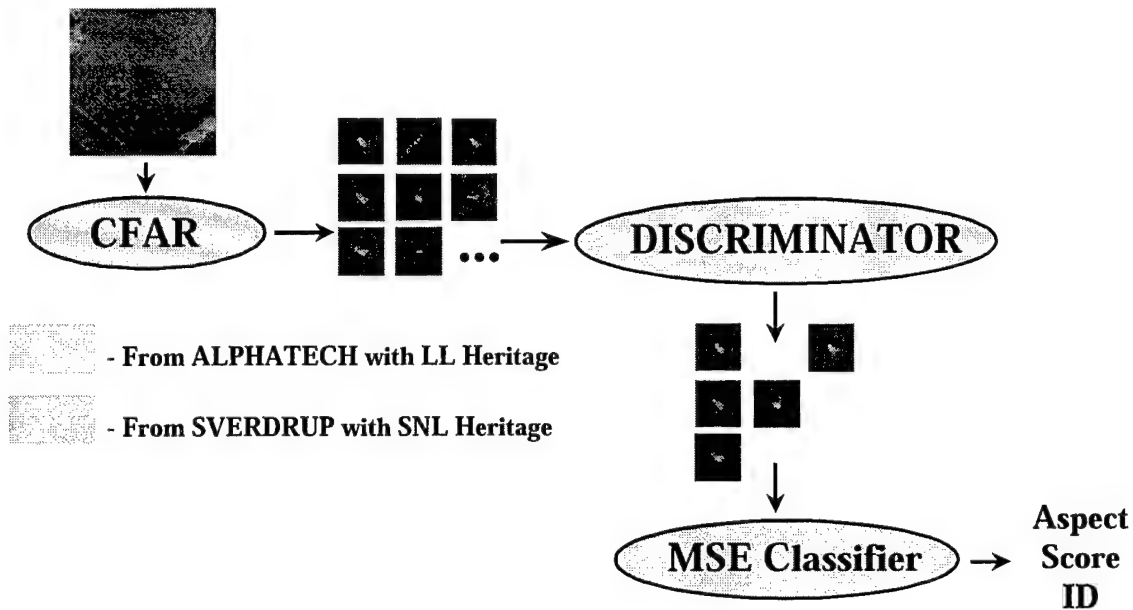 CFAR
•••
DISCRIMINATOR
- From ALPHATECH with LL Heritage
- From SVERDRUP with SNL Heritage
MSE Classifier
Aspect
Score
ID